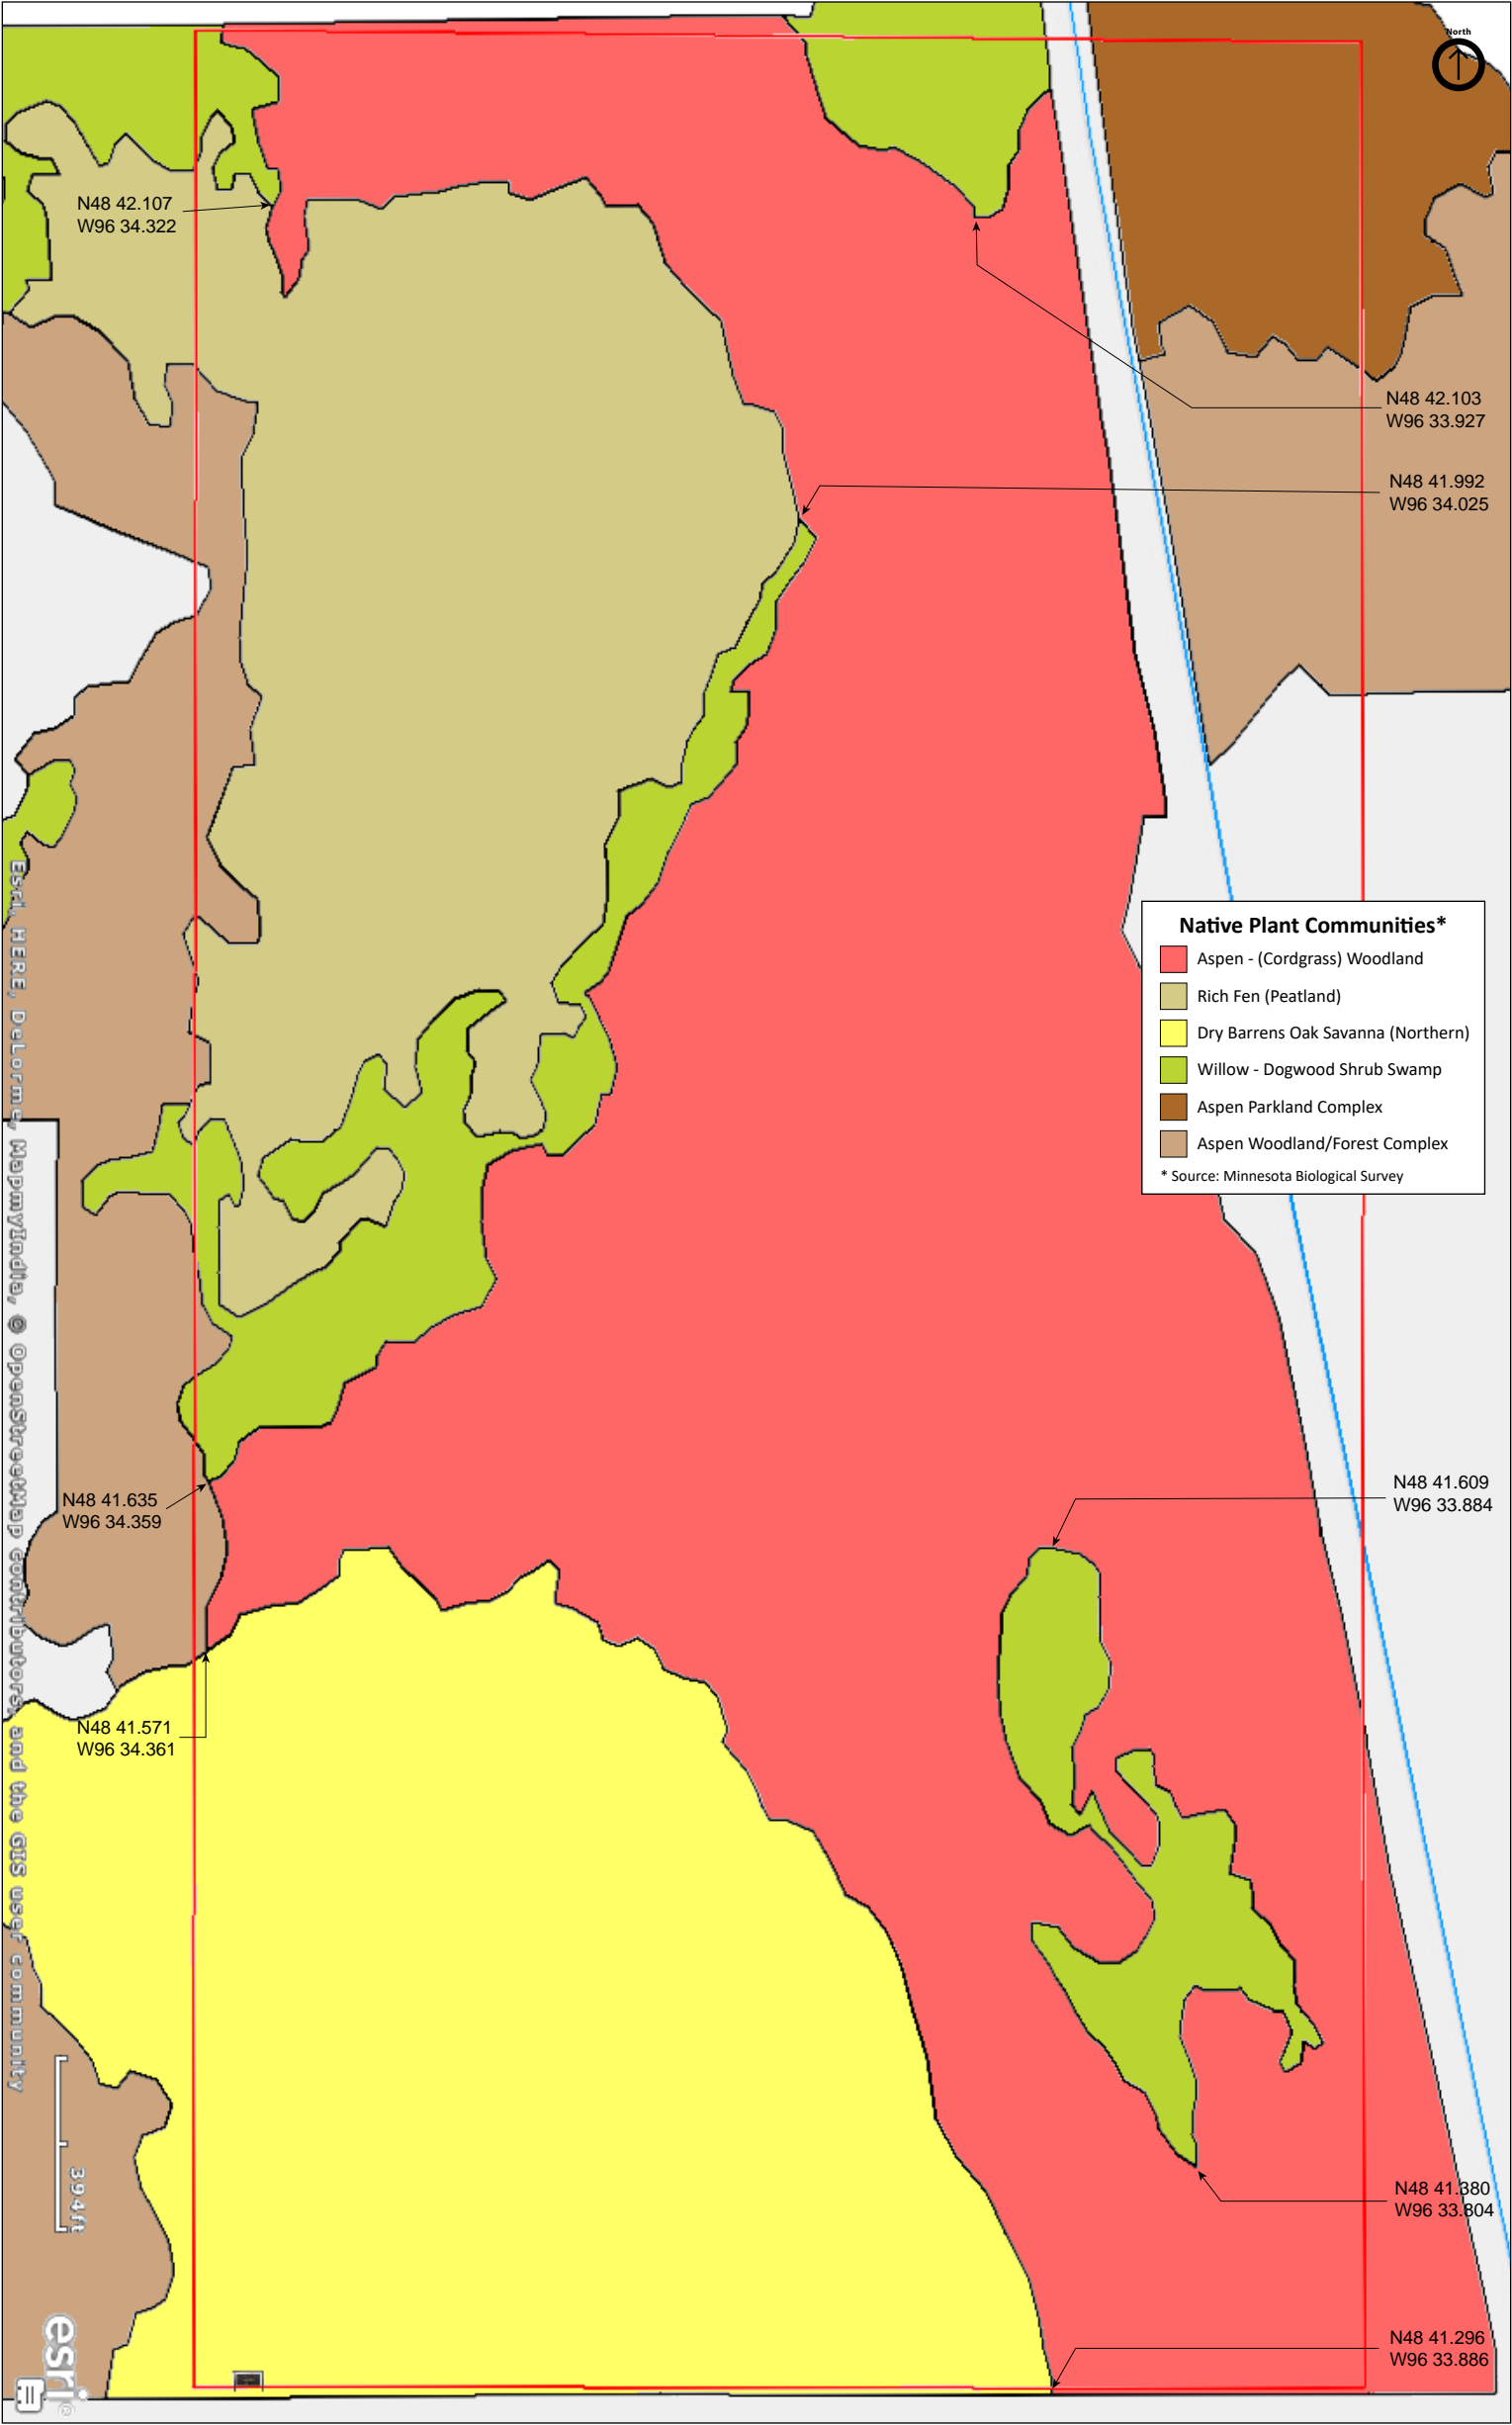 North
N48 42.107
W96 34.322
N48 42.103
W96 33.927
N48 41.992
W96 34.025
Native Plant Communities*
Aspen - (Cordgrass) Woodland
Rich Fen (Peatland)
Dry Barrens Oak Savanna (Northern)
Willow - Dogwood Shrub Swamp
Aspen Parkland Complex
Aspen Woodland/Forest Complex
* Source: Minnesota Biological Survey
N48 41.635
W96 34.359
N48 41.609
W96 33.884
N48 41.571
W96 34.361
N48 41.380
W96 33.804
N48 41.296
W96 33.886
Esri, HERE, DeLorme, MapmyIndia, © OpenStreetMap contributors, and the GIS user community
394ft
esri